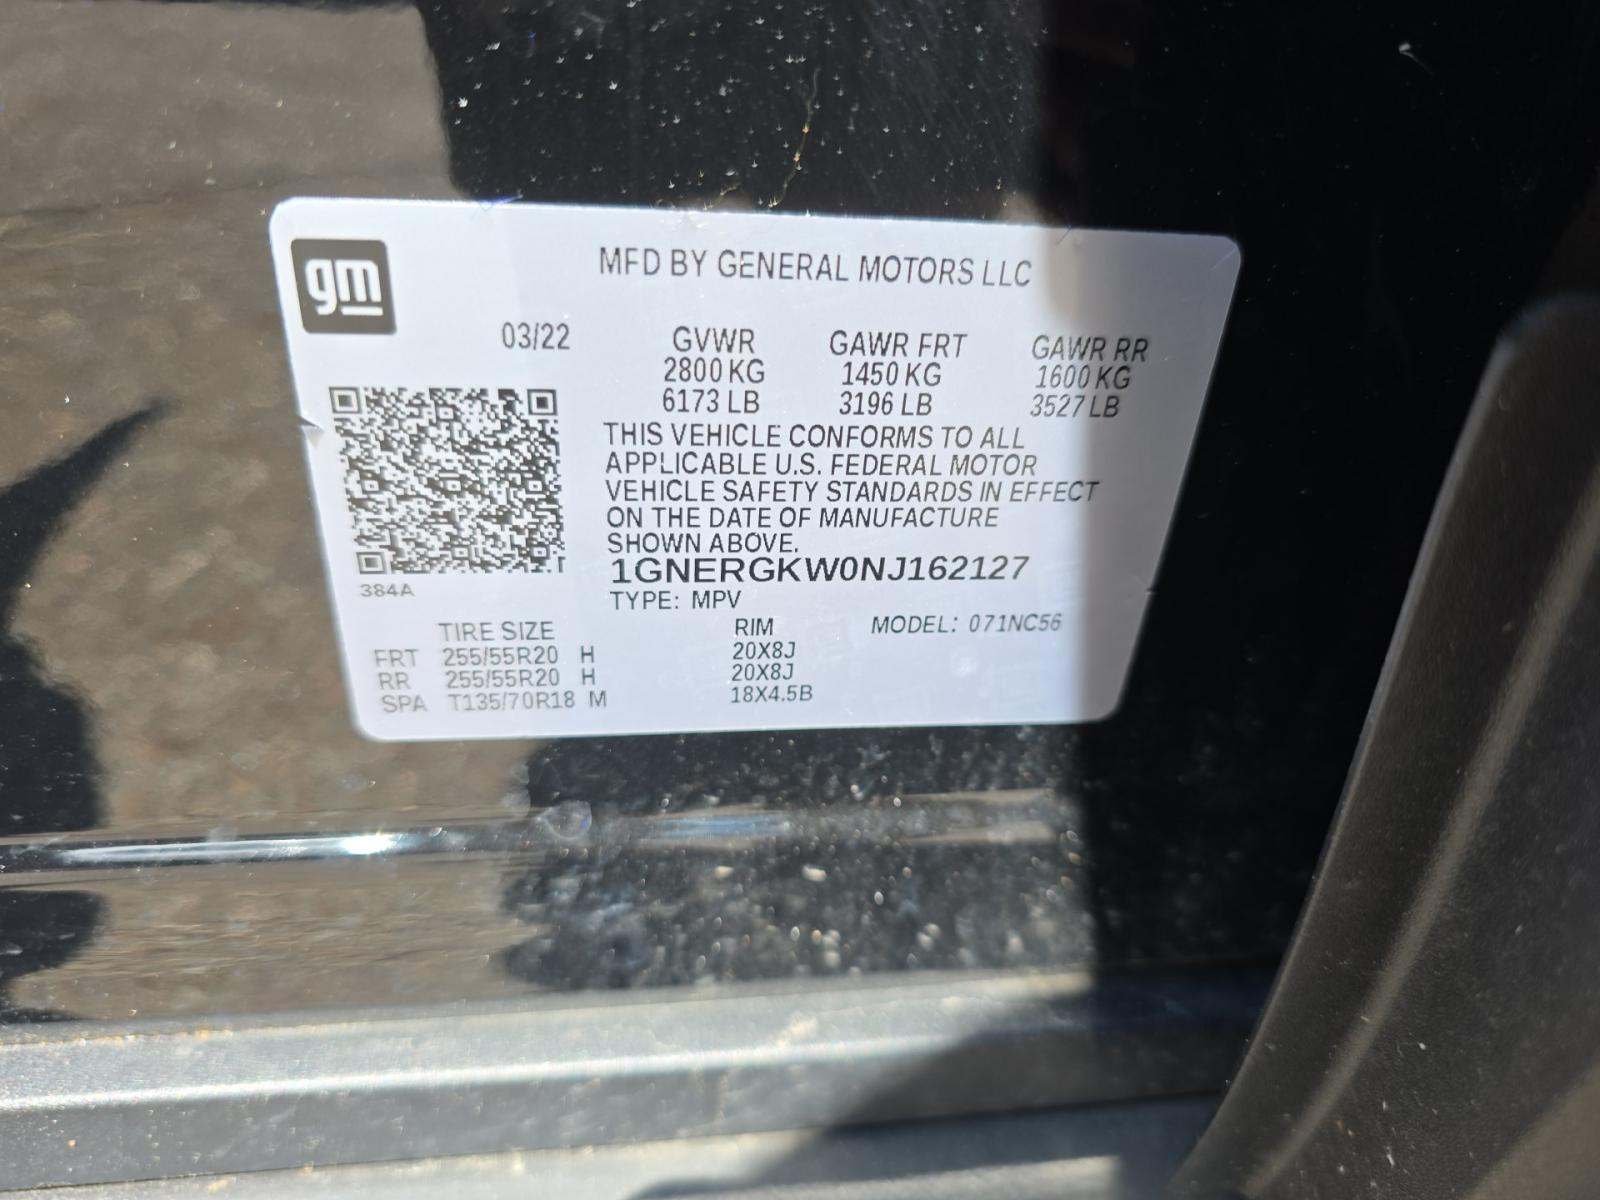 gm
MFD BY GENERAL MOTORS LLC
03/22 GVWR GAWR FRT GAWR RR
2800 KG 1450 KG 1600 KG
6173 LB 3196 LB 3527 LB
THIS VEHICLE CONFORMS TO ALL
APPLICABLE U.S. FEDERAL MOTOR
VEHICLE SAFETY STANDARDS IN EFFECT
ON THE DATE OF MANUFACTURE
SHOWN ABOVE.
1GNERGKW0NJ162127
384A
TYPE: MPV
TIRE SIZE RIM MODEL: 071NC56
FRT 255/55R20 H 20X8J
RR 255/55R20 H 20X8J
SPA T135/70R18 M 18X4.5B